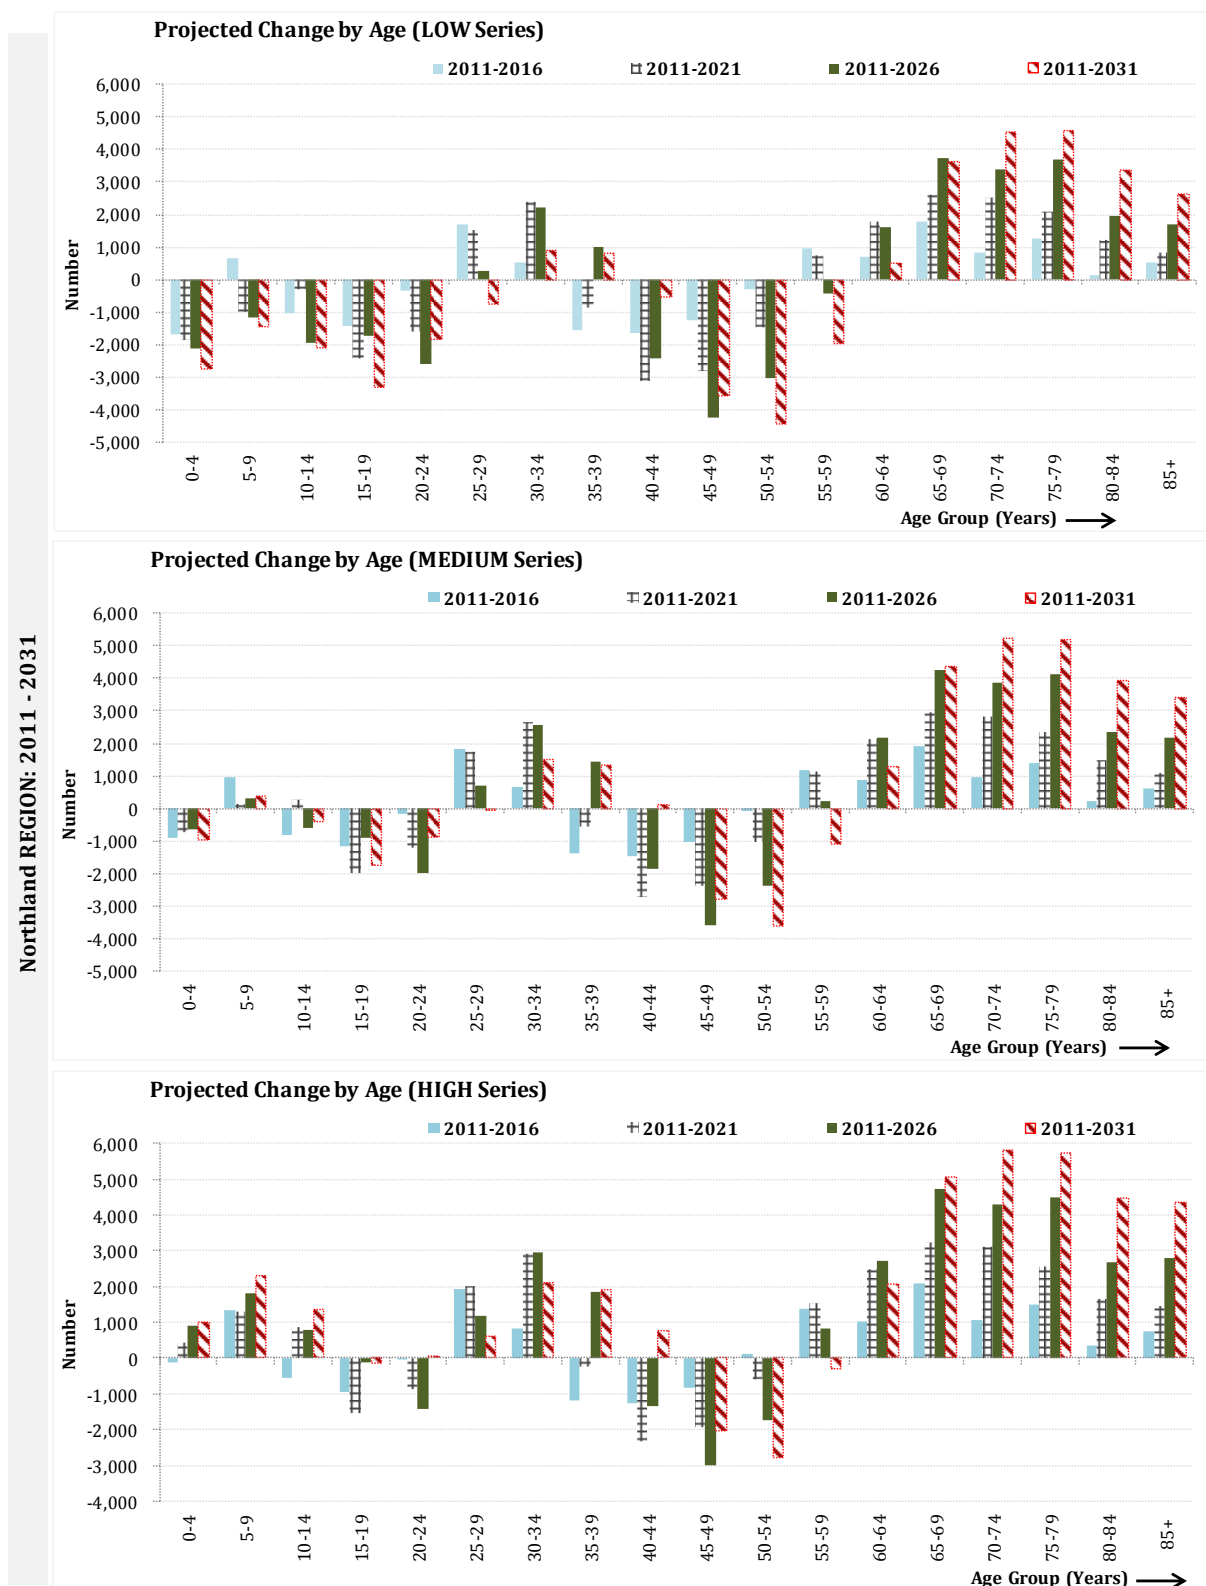 Northland REGION: 2011 - 2031
Projected Change by Age (LOW Series)
2011-2016 2011-2021 2011-2026 2011-2031
Number
6,000
5,000
4,000
3,000
2,000
1,000
0
-1,000
-2,000
-3,000
-4,000
-5,000
0-4 5-9 10-14 15-19 20-24 25-29 30-34 35-39 40-44 45-49 50-54 55-59 60-64 65-69 70-74 75-79 80-84 85+
Age Group (Years)
Projected Change by Age (MEDIUM Series)
2011-2016 2011-2021 2011-2026 2011-2031
Number
6,000
5,000
4,000
3,000
2,000
1,000
0
-1,000
-2,000
-3,000
-4,000
-5,000
0-4 5-9 10-14 15-19 20-24 25-29 30-34 35-39 40-44 45-49 50-54 55-59 60-64 65-69 70-74 75-79 80-84 85+
Age Group (Years)
Projected Change by Age (HIGH Series)
2011-2016 2011-2021 2011-2026 2011-2031
Number
6,000
5,000
4,000
3,000
2,000
1,000
0
-1,000
-2,000
-3,000
-4,000
0-4 5-9 10-14 15-19 20-24 25-29 30-34 35-39 40-44 45-49 50-54 55-59 60-64 65-69 70-74 75-79 80-84 85+
Age Group (Years)